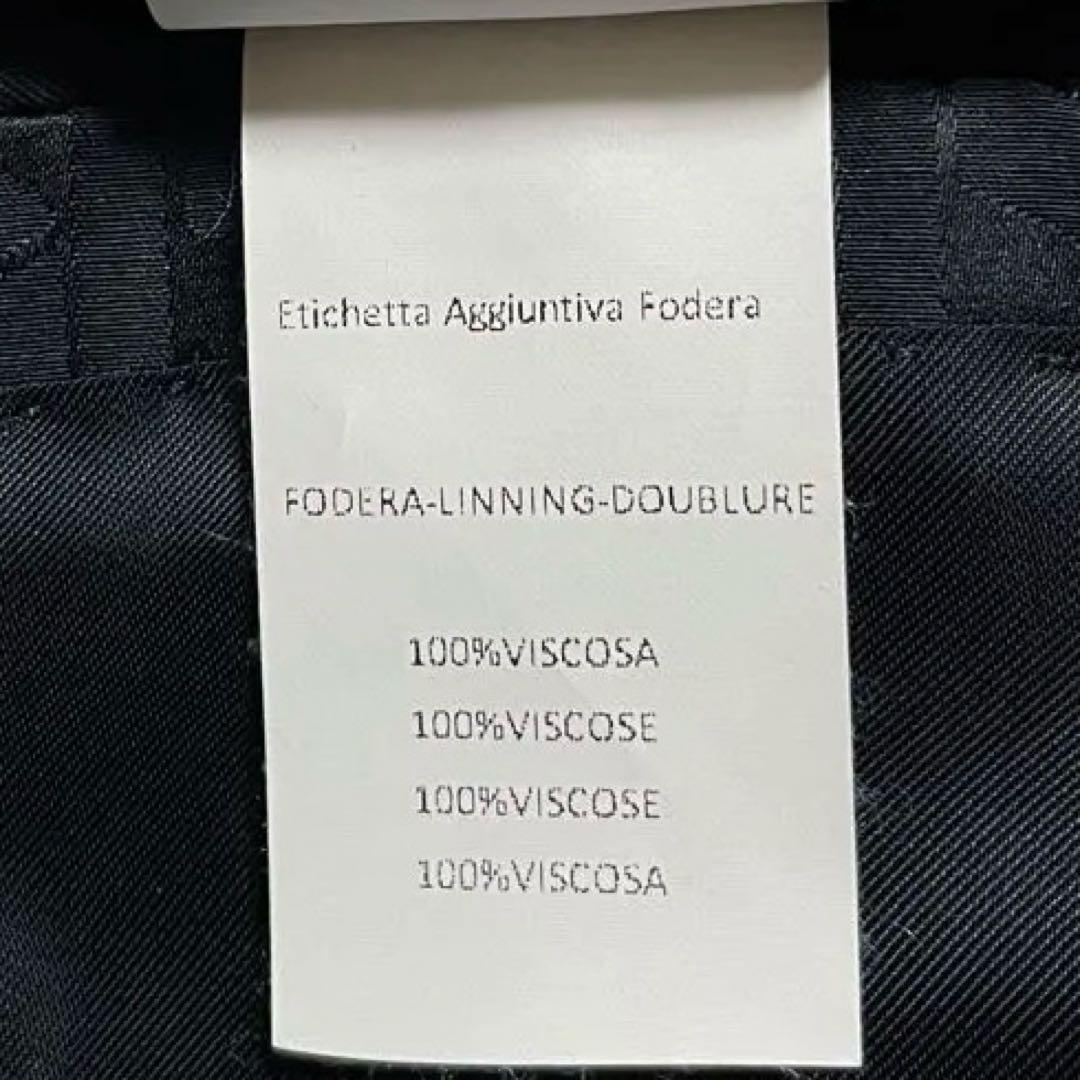 Etichetta Aggiuntiva Fodera
FODERA-LINNING-DOUBLURE
100%VISCOSA
100%VISCOSE
100%VISCOSE
100%VISCOSA